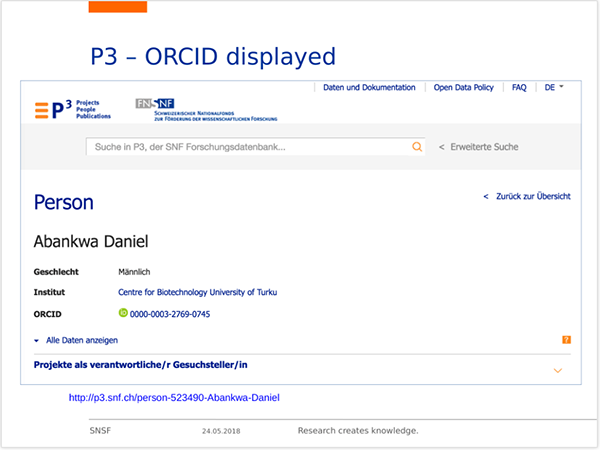 P3 – ORCID displayed
Daten und Dokumentation | Open Data Policy | FAQ | DE
P3 Projects People Publications
FNSNF
Schweizerischer Nationalfonds
zur Förderung der wissenschaftlichen Forschung
Suche in P3, der SNF Forschungsdatenbank...
< Erweiterte Suche
Person
< Zurück zur Übersicht
Abankwa Daniel
Geschlecht Männlich
Institut Centre for Biotechnology University of Turku
ORCID iD 0000-0003-2769-0745
Alle Daten anzeigen
?
Projekte als verantwortliche/r Gesuchsteller/in
http://p3.snf.ch/person-523490-Abankwa-Daniel
SNSF 24.05.2018 Research creates knowledge.